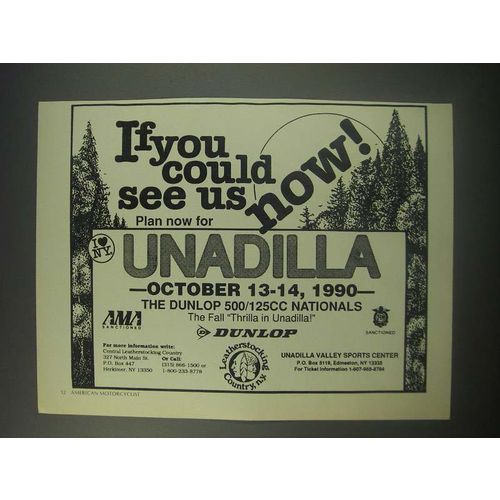 If you
could
see us
now!
Plan now for
I NY
UNADILLA
—OCTOBER 13-14, 1990—
THE DUNLOP 500/125CC NATIONALS
The Fall "Thrilla in Unadilla!"
AMA
SANCTIONED
DUNLOP
SANCTIONED
For more information write:
Central Leatherstocking Country
327 North Main St. Or Call:
P.O. Box 447 (315) 866-1500 or
Herkimer, NY 13350 1-800-233-8778
Leatherstocking
Country, N.Y.
UNADILLA VALLEY SPORTS CENTER
P.O. Box 5119, Edmeston, NY 13335
For Ticket Information 1-607-965-8784
12 AMERICAN MOTORCYCLIST